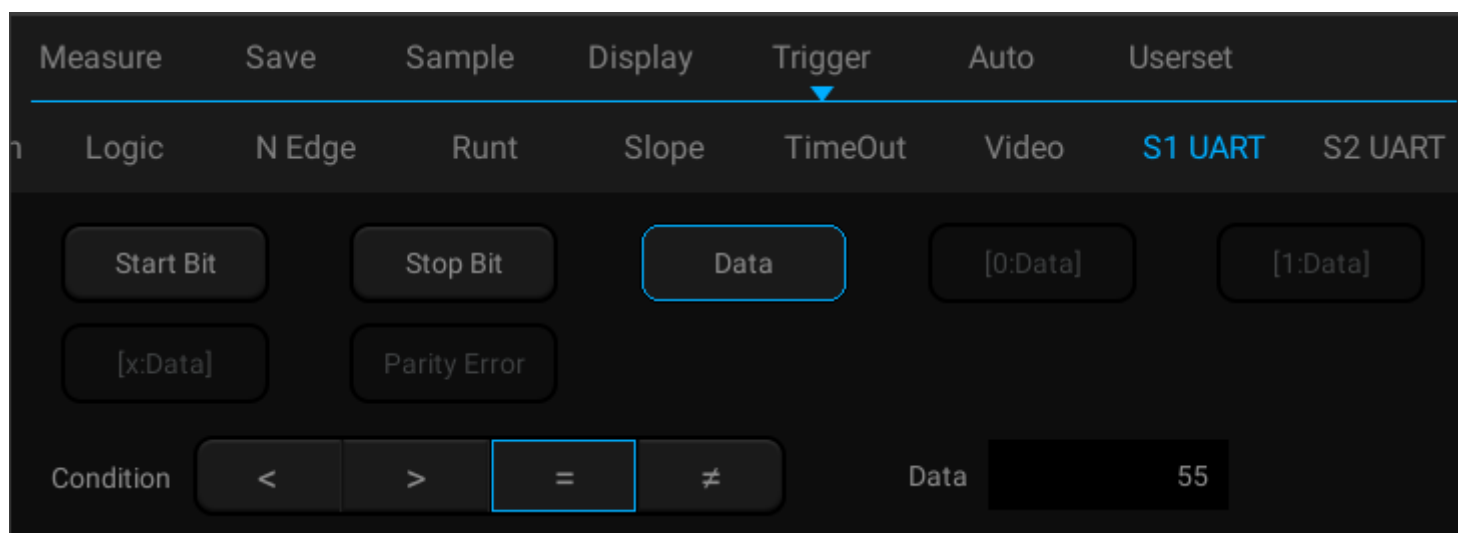 Measure Save Sample Display Trigger Auto Userset
n Logic N Edge Runt Slope TimeOut Video S1 UART S2 UART
Start Bit Stop Bit Data [0:Data] [1:Data]
[x:Data] Parity Error
Condition < > = ≠ Data 55